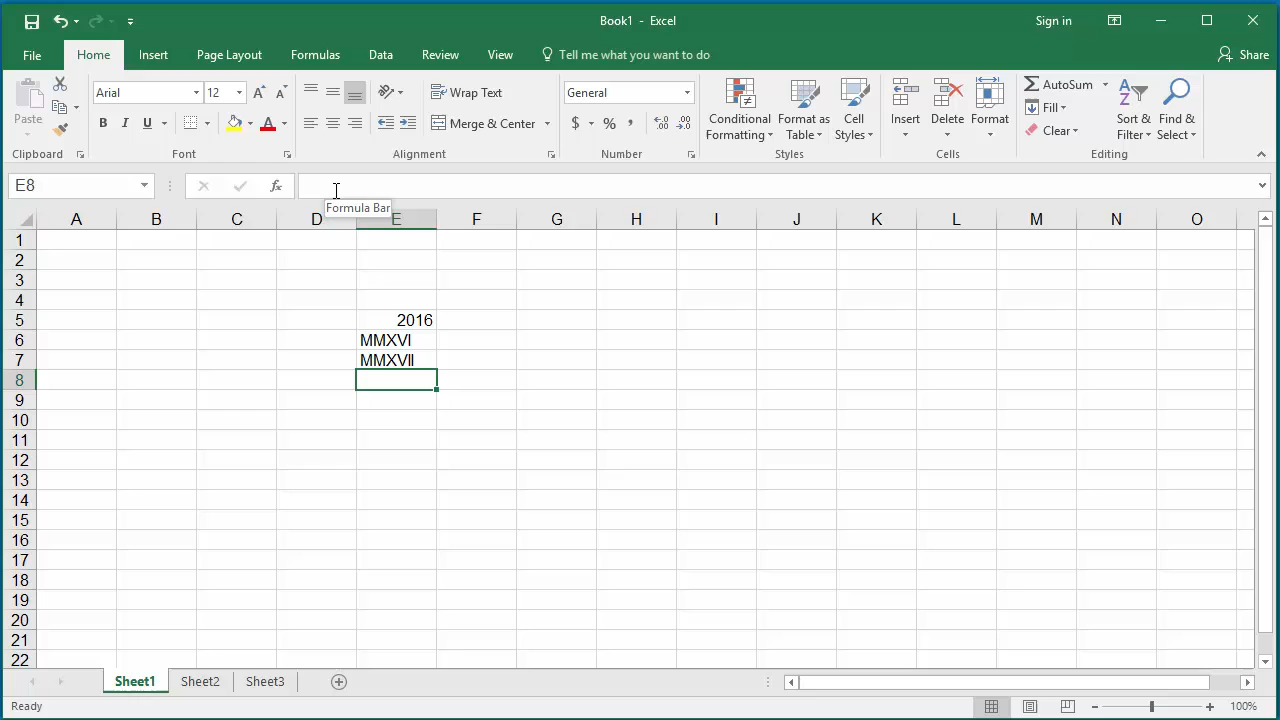 Book1 - Excel
Sign in
File Home Insert Page Layout Formulas Data Review View Tell me what you want to do Share
Paste
Arial 12
B I U A
Wrap Text
Merge & Center
General
$ % ,
Conditional Formatting
Format as Table
Cell Styles
Insert Delete Format
AutoSum
Fill
Clear
Sort & Filter
Find & Select
Clipboard Font Alignment Number Styles Cells Editing
E8 fx
Formula Bar
A B C D E F G H I J K L M N O
1
2
3
4
5 2016
6 MMXVI
7 MMXVII
8
9
10
11
12
13
14
15
16
17
18
19
20
21
22
Sheet1 Sheet2 Sheet3
Ready 100%